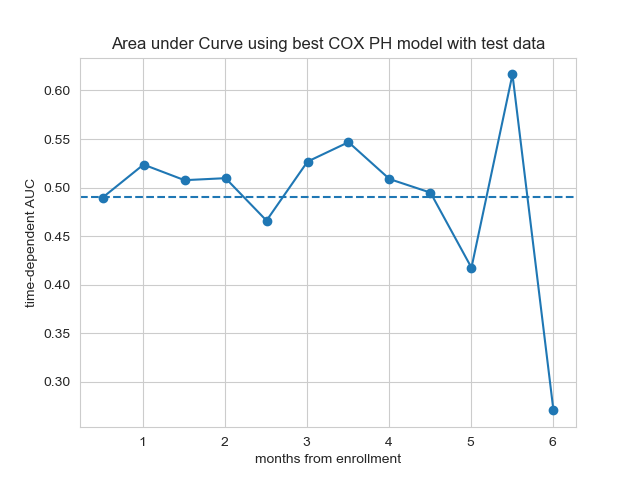 Area under Curve using best COX PH model with test data
time-dependent AUC
0.60
0.55
0.50
0.45
0.40
0.35
0.30
1 2 3 4 5 6
months from enrollment